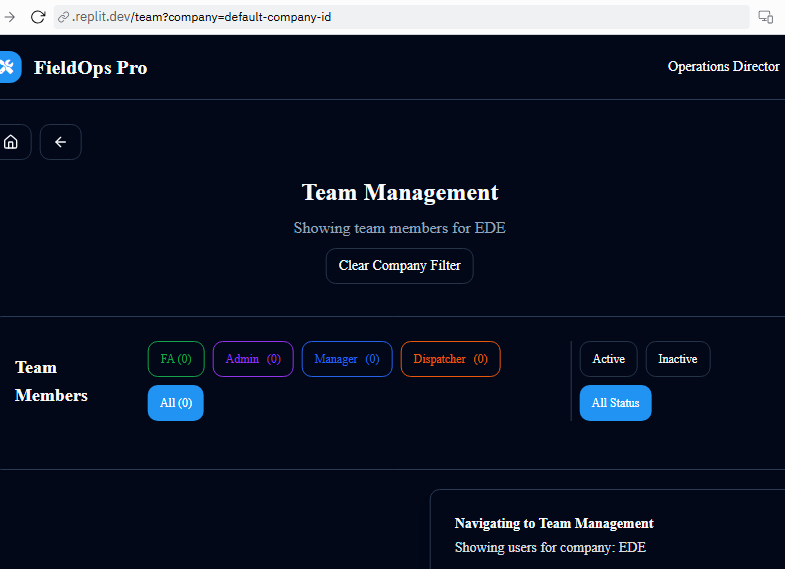 .replit.dev/team?company=default-company-id
FieldOps Pro
Operations Director
Team Management
Showing team members for EDE
Clear Company Filter
Team
Members
FA (0)
Admin (0)
Manager (0)
Dispatcher (0)
All (0)
Active
Inactive
All Status
Navigating to Team Management
Showing users for company: EDE